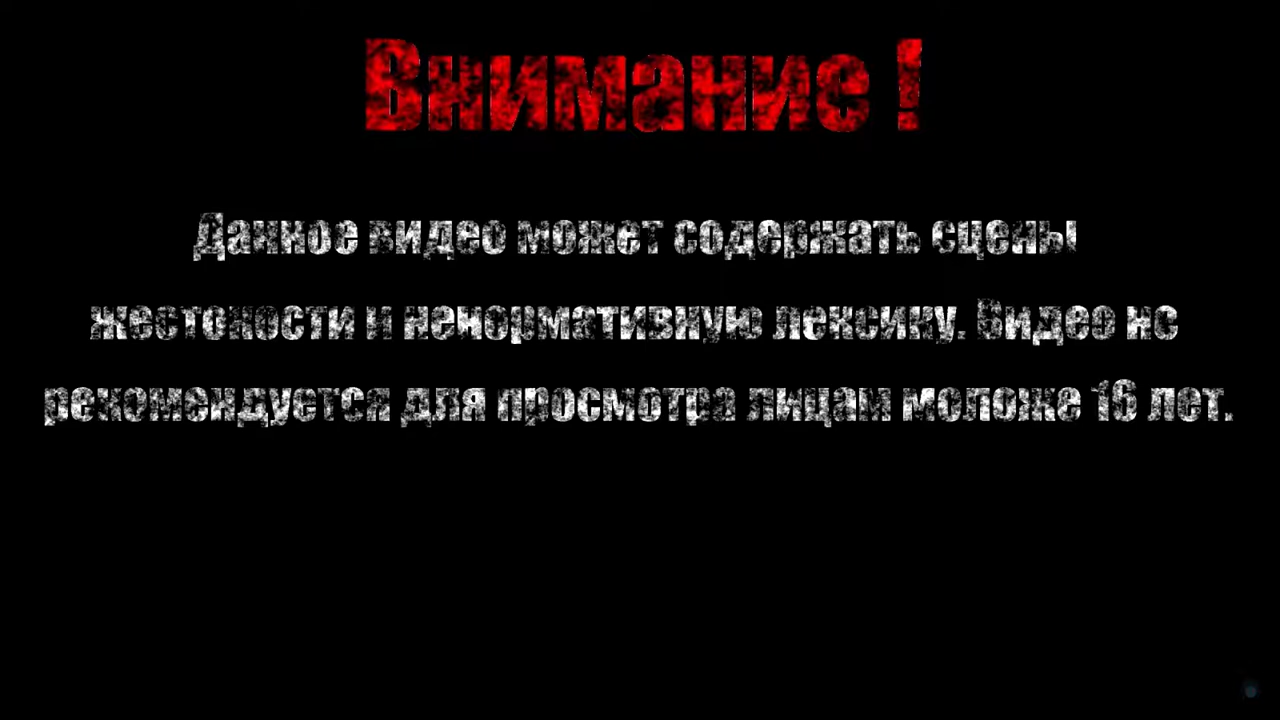 Внимание !
Данное видео может содержать сцены
жестокости и ненормативную лексику. Видео не
рекомендуется для просмотра лицам моложе 16 лет.